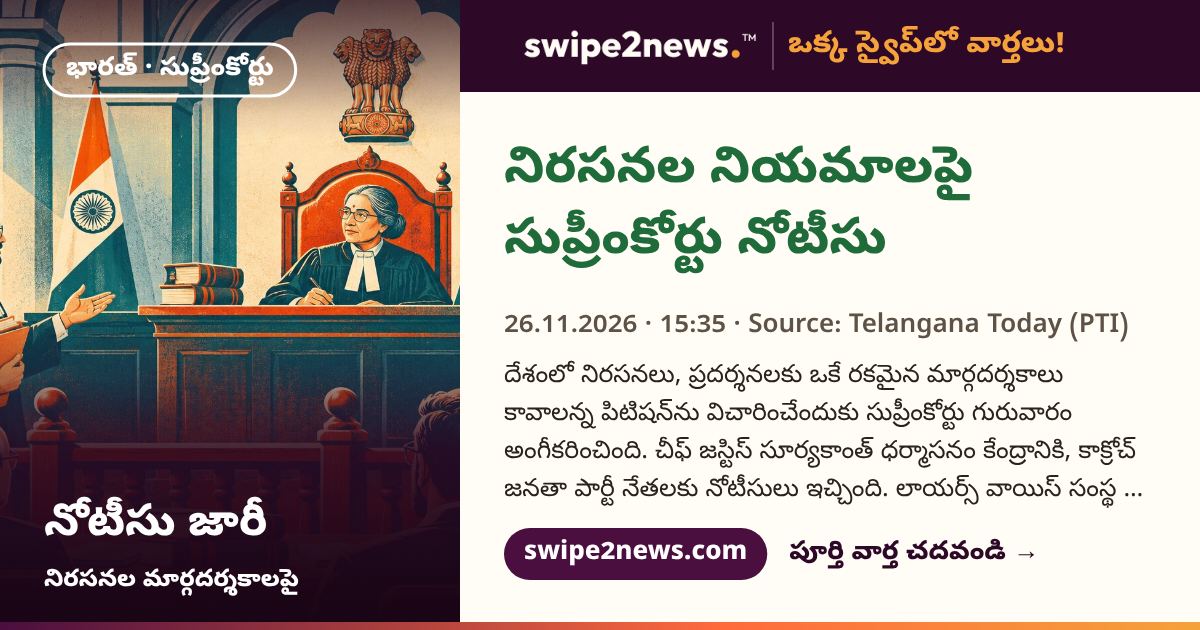 భారత్ · సుప్రీంకోర్టు
నోటీసు జారీ
నిరసనల మార్గదర్శకాలపై
swipe2news.™
ఒక్క స్వైప్‌లో వార్తలు!
నిరసనల నియమాలపై
సుప్రీంకోర్టు నోటీసు
26.11.2026 · 15:35 · Source: Telangana Today (PTI)
దేశంలో నిరసనలు, ప్రదర్శనలకు ఒకే రకమైన మార్గదర్శకాలు
కావాలన్న పిటిషన్‌ను విచారించేందుకు సుప్రీంకోర్టు గురువారం
అంగీకరించింది. చీఫ్ జస్టిస్ సూర్యకాంత్ ధర్మాసనం కేంద్రానికి, కాక్రోచ్
జనతా పార్టీ నేతలకు నోటీసులు ఇచ్చింది. లాయర్స్ వాయిస్ సంస్థ ...
swipe2news.com
పూర్తి వార్త చదవండి →